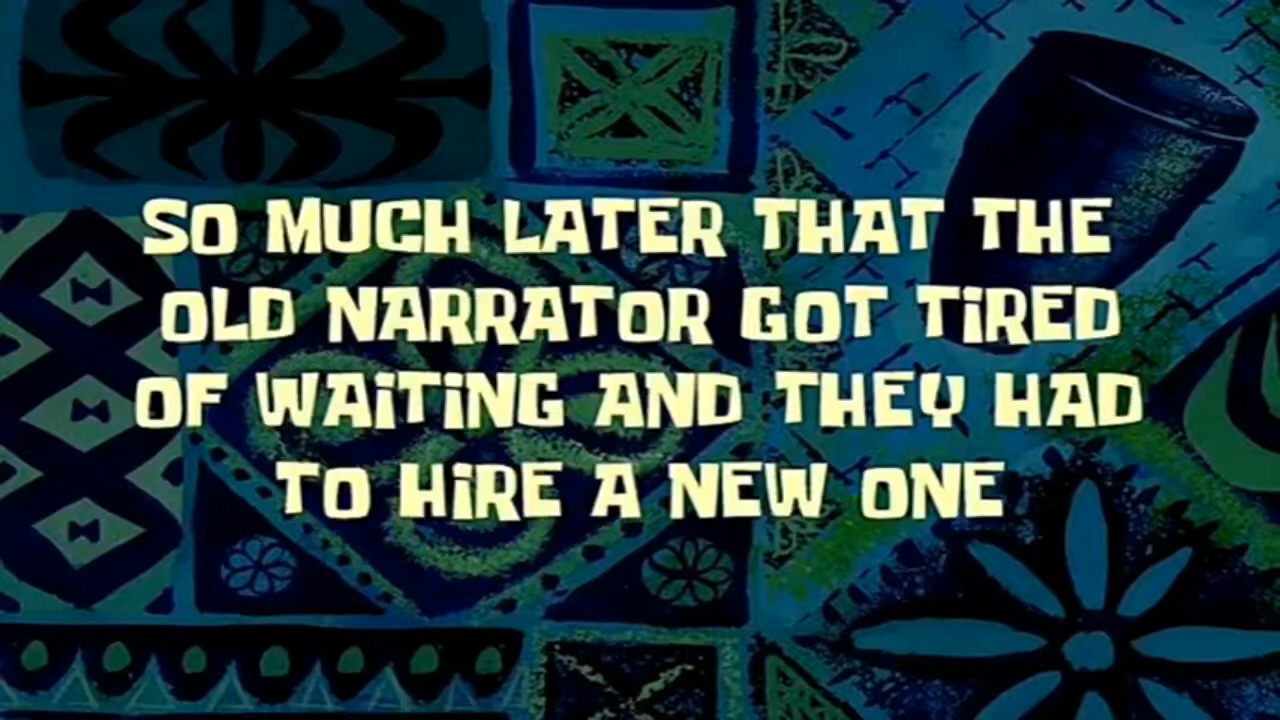 SO MUCH LATER THAT THE
OLD NARRATOR GOT TiRED
OF WAiTiNG AND THEY HAD
TO HiRE A NEW ONE